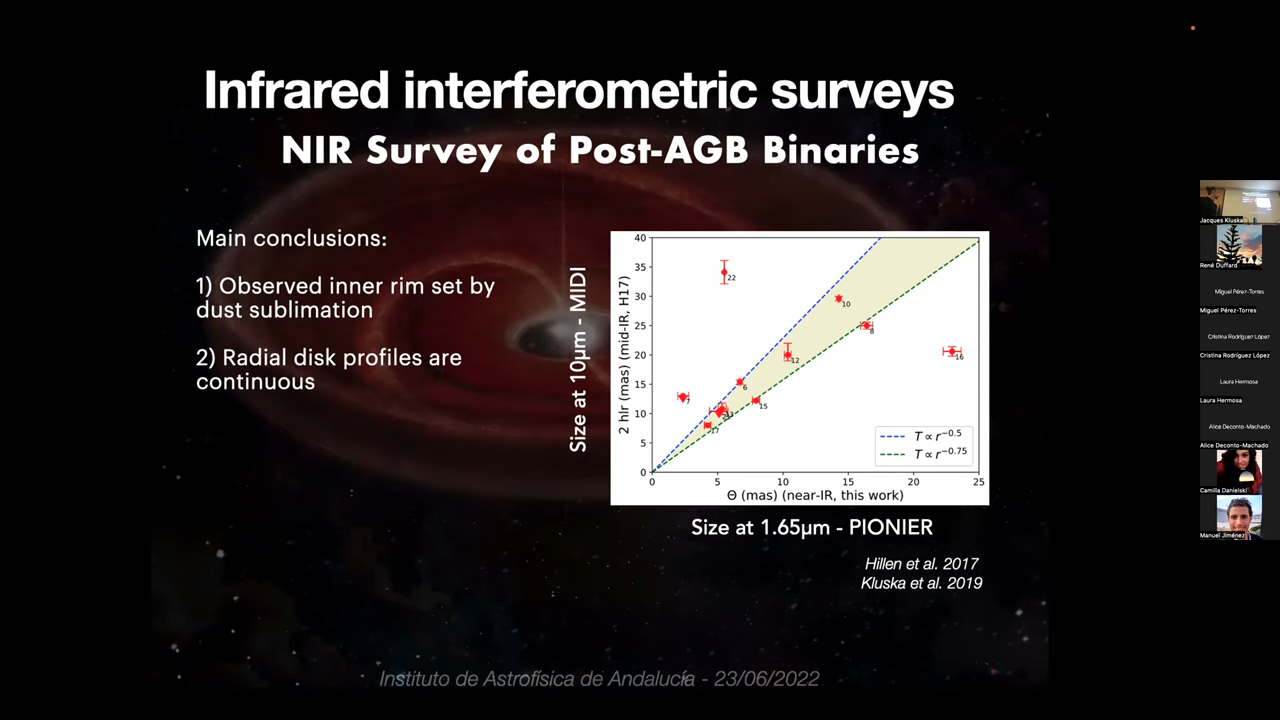 Infrared interferometric surveys
NIR Survey of Post-AGB Binaries
Main conclusions:
1) Observed inner rim set by
dust sublimation
2) Radial disk profiles are
continuous
Size at 10μm - MIDI
2 hlr (mas) (mid-IR, H17)
40
35
30
25
20
15
10
5
0
22
10
8
12
16
6
7
15
17
T ∝ r^−0.5
T ∝ r^−0.75
0 5 10 15 20 25
Θ (mas) (near-IR, this work)
Size at 1.65μm - PIONIER
Hillen et al. 2017
Kluska et al. 2019
Instituto de Astrofísica de Andalucía - 23/06/2022
Jacques Kluska
René Duffard
Miguel Pérez-Torres
Miguel Pérez-Torres
Cristina Rodríguez López
Cristina Rodríguez López
Laura Hermosa
Laura Hermosa
Alice Deconto-Machado
Alice Deconto-Machado
Camilla Danielski
Manuel Jiménez